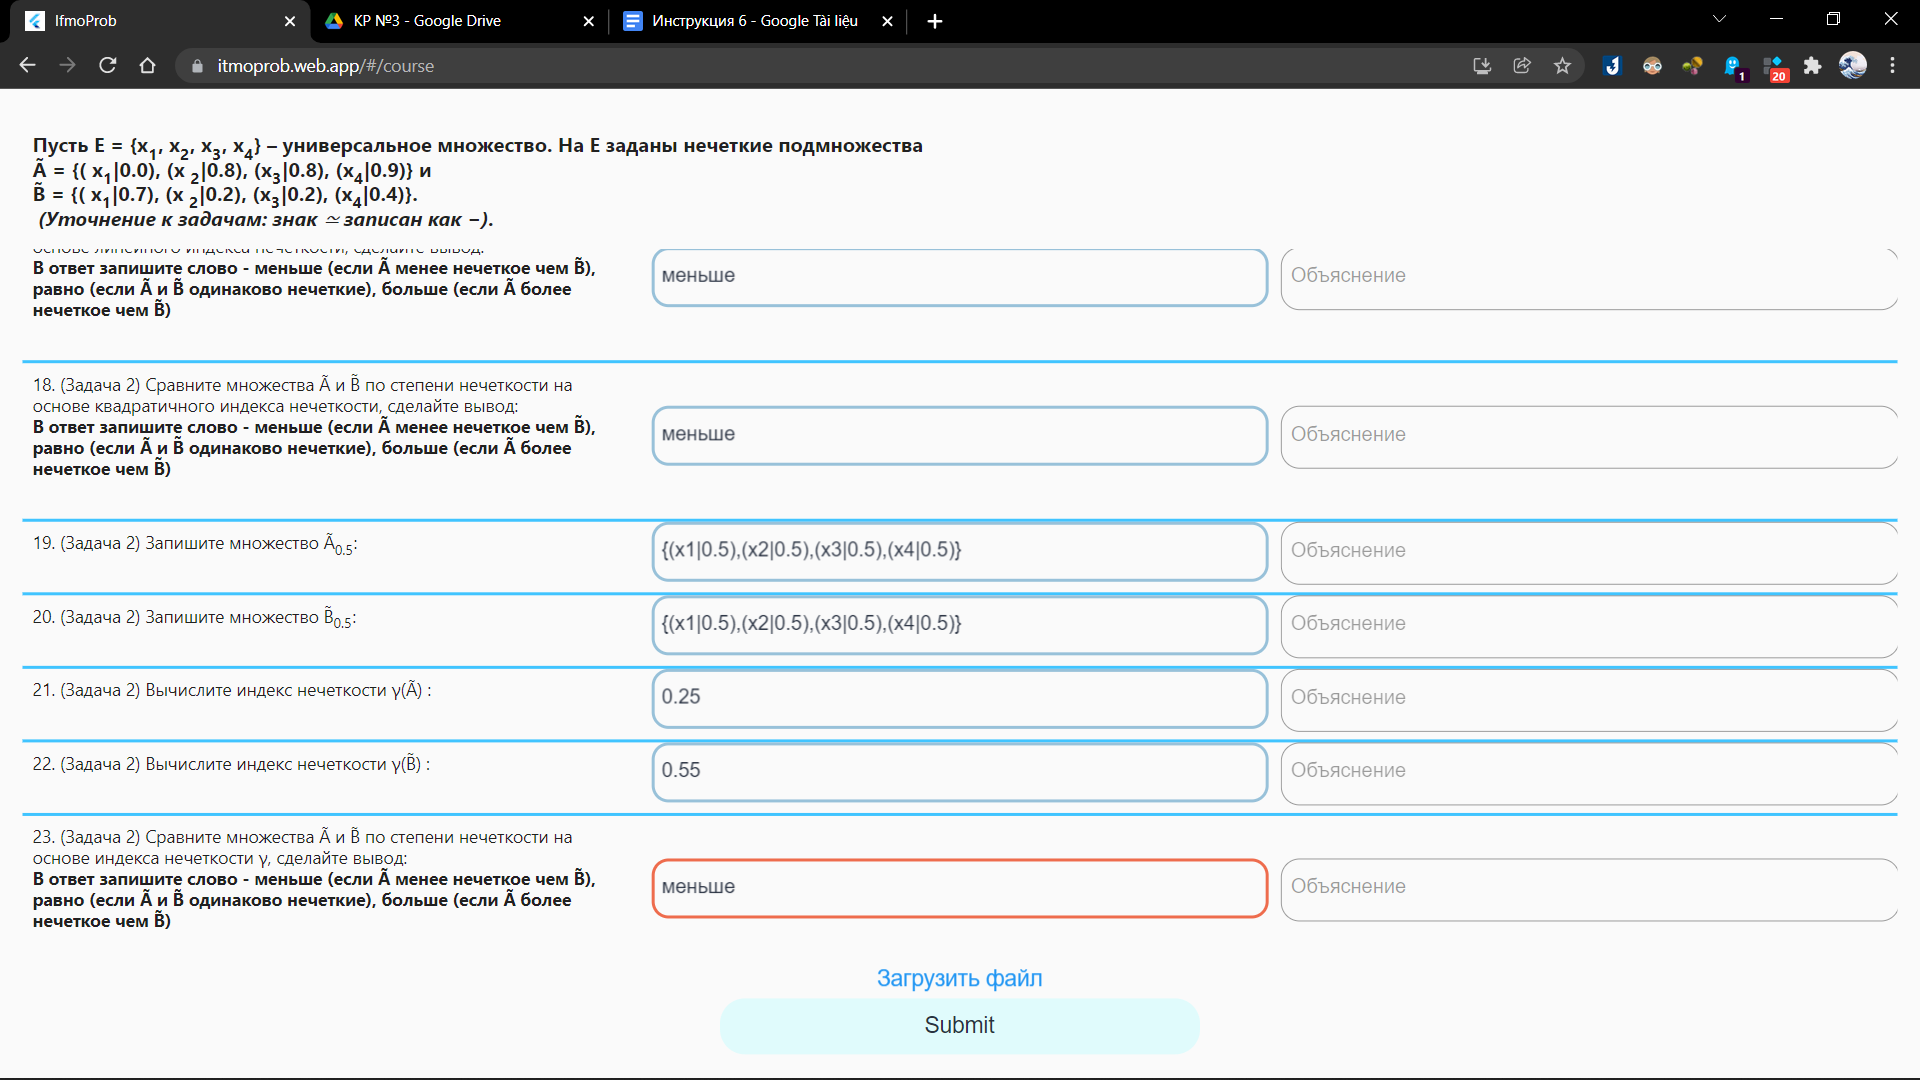 IfmoProb
КР №3 - Google Drive
Инструкция 6 - Google Tài liệu
itmoprob.web.app/#/course
1
20
Пусть E = {x1, x2, x3, x4} – универсальное множество. На E заданы нечеткие подмножества
Ã = {( x1|0.0), (x 2|0.8), (x3|0.8), (x4|0.9)} и
B̃ = {( x1|0.7), (x 2|0.2), (x3|0.2), (x4|0.4)}.
(Уточнение к задачам: знак ≃ записан как −).
основе линейного индекса нечеткости, сделайте вывод:
В ответ запишите слово - меньше (если Ã менее нечеткое чем B̃),
равно (если Ã и B̃ одинаково нечеткие), больше (если Ã более
нечеткое чем B̃)
меньше
Объяснение
18. (Задача 2) Сравните множества Ã и B̃ по степени нечеткости на
основе квадратичного индекса нечеткости, сделайте вывод:
В ответ запишите слово - меньше (если Ã менее нечеткое чем B̃),
равно (если Ã и B̃ одинаково нечеткие), больше (если Ã более
нечеткое чем B̃)
меньше
Объяснение
19. (Задача 2) Запишите множество Ã0.5:
{(x1|0.5),(x2|0.5),(x3|0.5),(x4|0.5)}
Объяснение
20. (Задача 2) Запишите множество B̃0.5:
{(x1|0.5),(x2|0.5),(x3|0.5),(x4|0.5)}
Объяснение
21. (Задача 2) Вычислите индекс нечеткости γ(Ã) :
0.25
Объяснение
22. (Задача 2) Вычислите индекс нечеткости γ(B̃) :
0.55
Объяснение
23. (Задача 2) Сравните множества Ã и B̃ по степени нечеткости на
основе индекса нечеткости γ, сделайте вывод:
В ответ запишите слово - меньше (если Ã менее нечеткое чем B̃),
равно (если Ã и B̃ одинаково нечеткие), больше (если Ã более
нечеткое чем B̃)
меньше
Объяснение
Загрузить файл
Submit